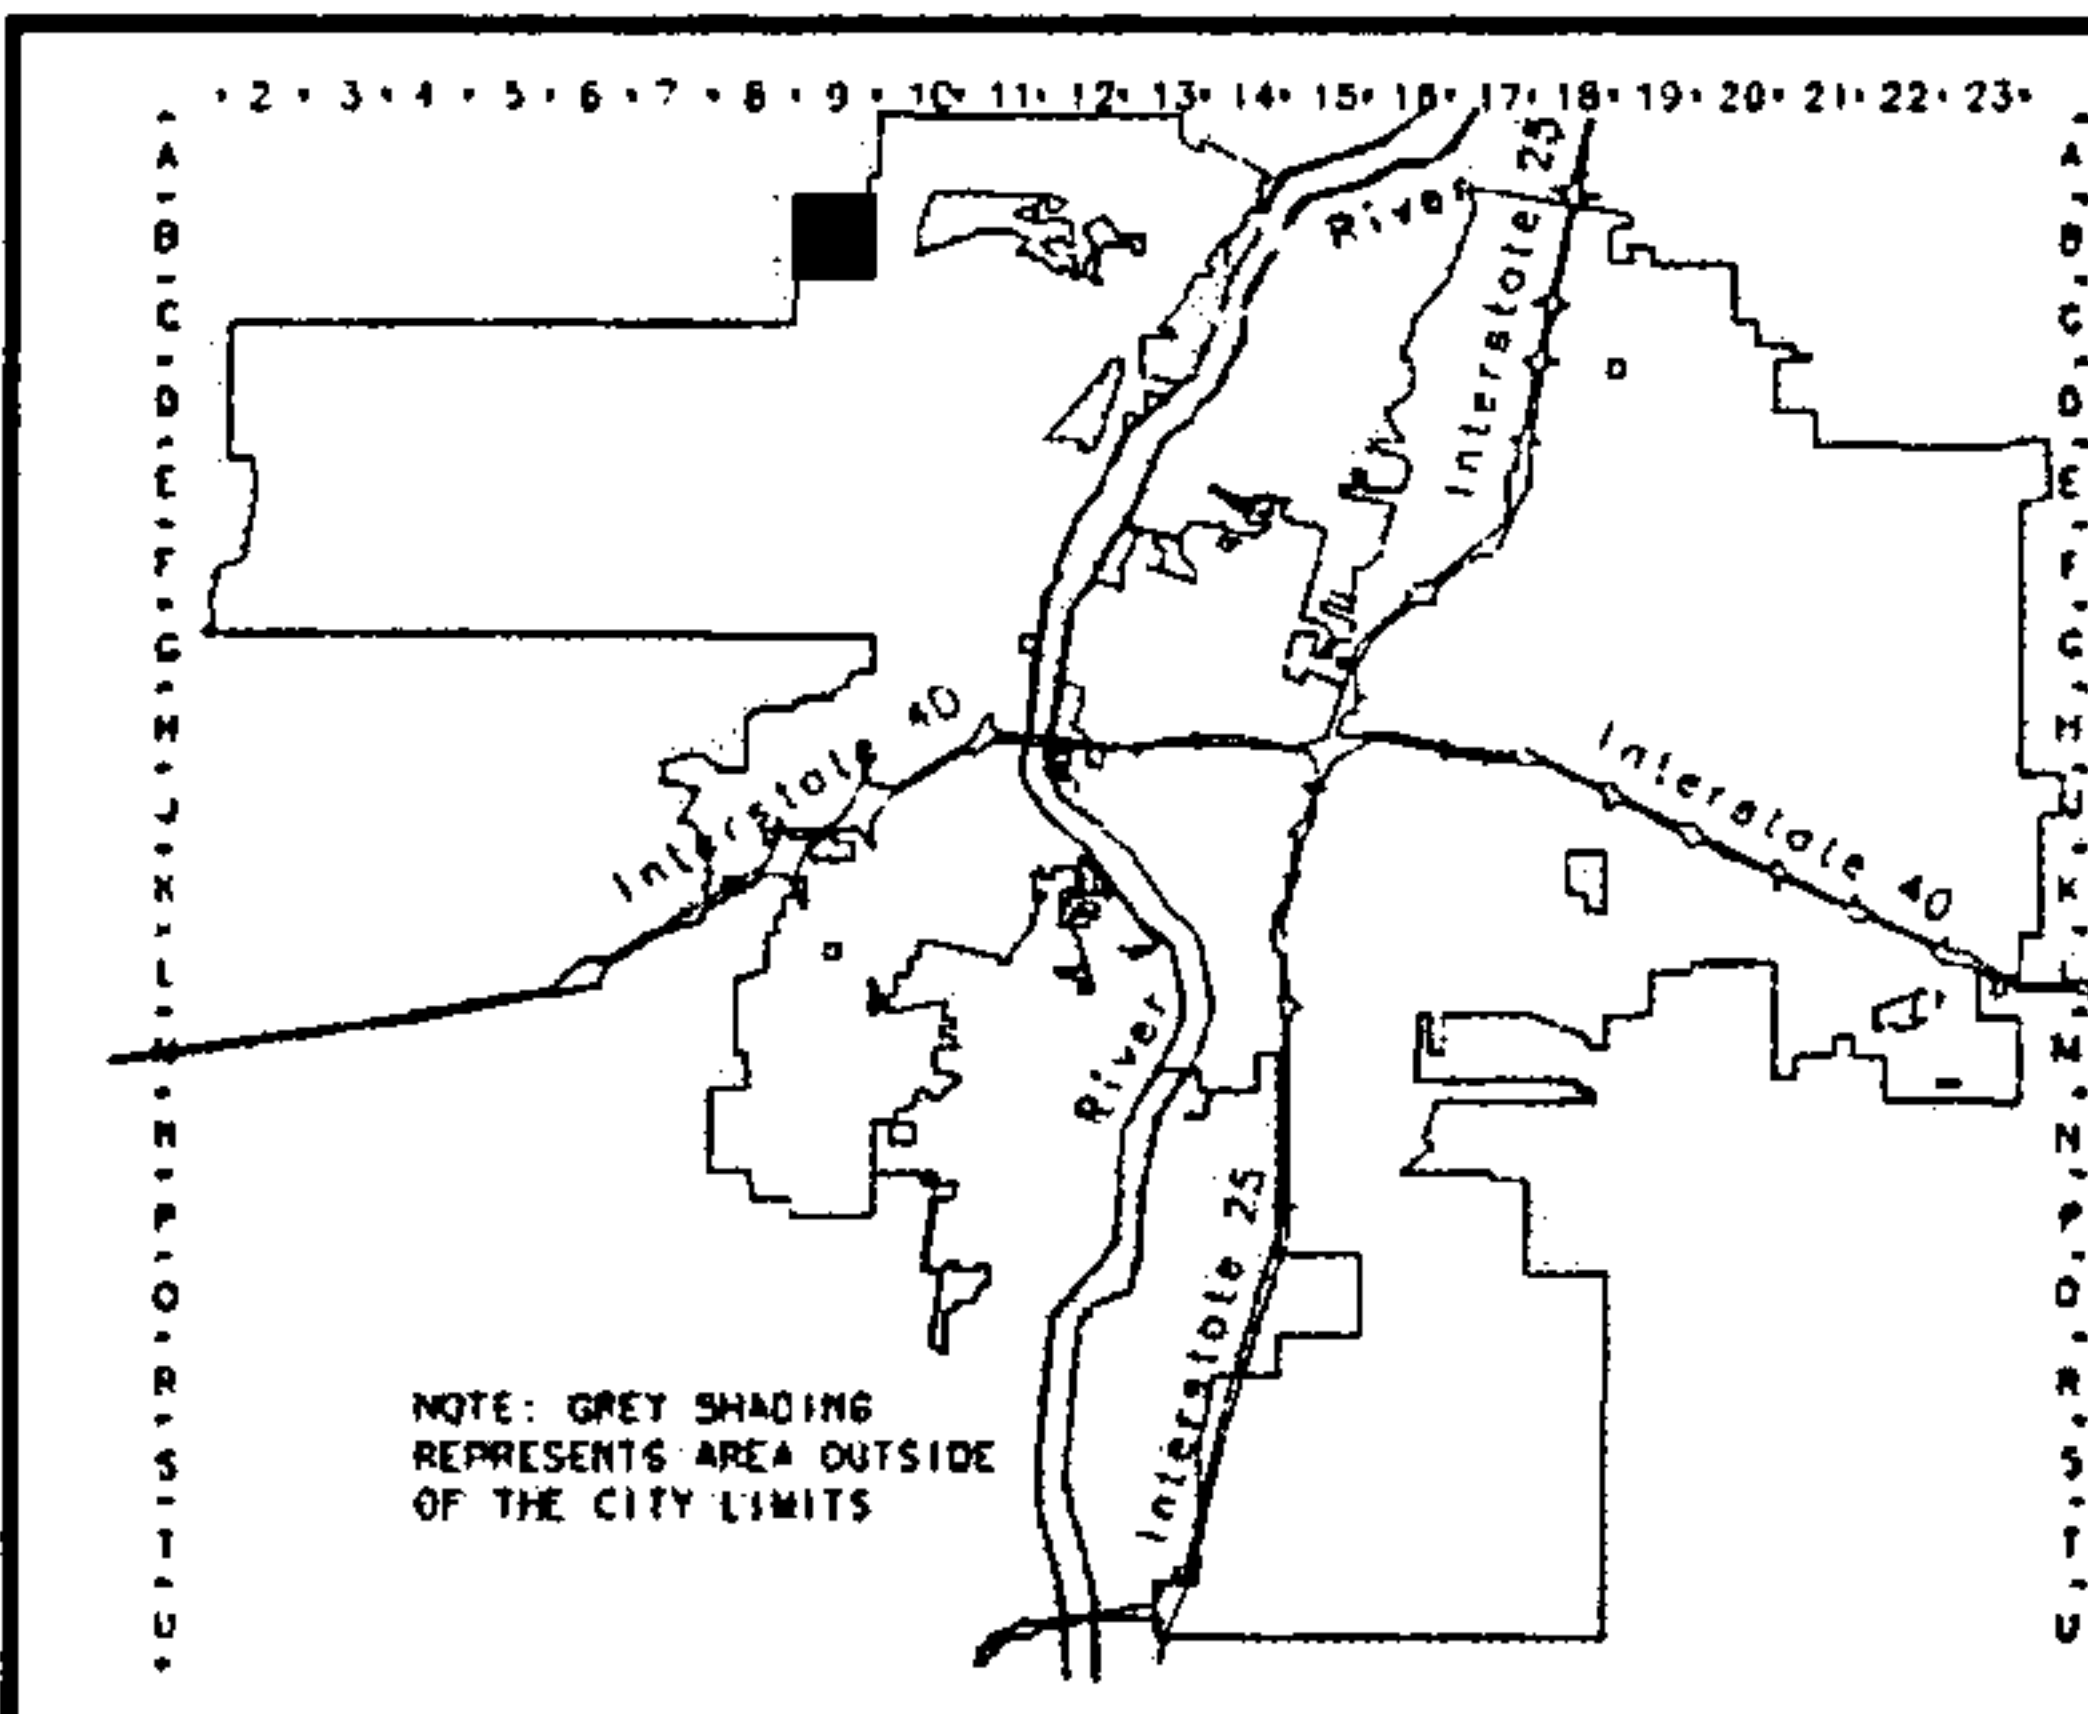 2 3 4 5 6 7 8 9 10 11 12 13 14 15 16 17 18 19 20 21 22 23
A A
B B
C C
D D
E E
F F
G G
H H
J J
K K
L L
M M
N N
P P
O O
R R
S S
T T
U U
River
Interstate 25
Interstate 40
Interstate 40
River
Interstate 25
NOTE: GREY SHADING
REPRESENTS AREA OUTSIDE
OF THE CITY LIMITS